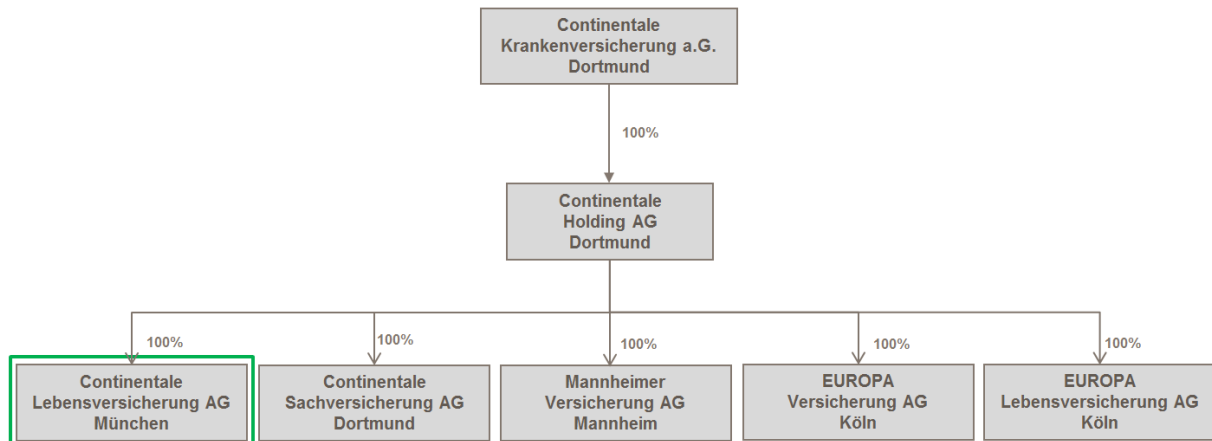 Continentale
Krankenversicherung a.G.
Dortmund
100%
Continentale
Holding AG
Dortmund
100%
100%
100%
100%
100%
Continentale
Lebensversicherung AG
München
Continentale
Sachversicherung AG
Dortmund
Mannheimer
Versicherung AG
Mannheim
EUROPA
Versicherung AG
Köln
EUROPA
Lebensversicherung AG
Köln